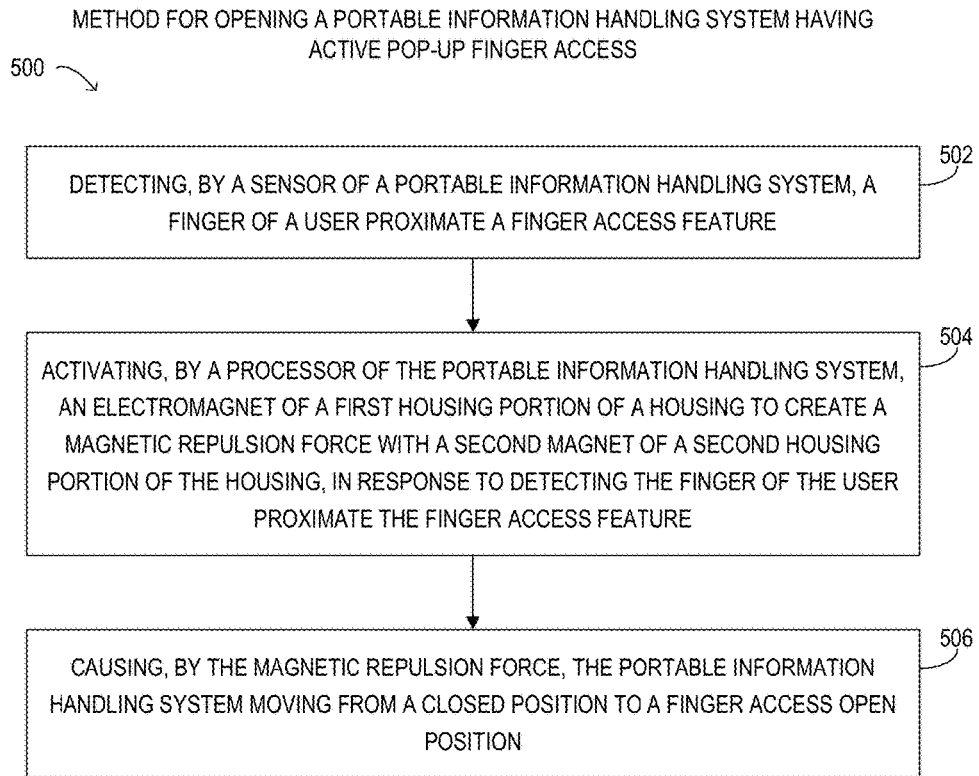 METHOD FOR OPENING A PORTABLE INFORMATION HANDLING SYSTEM HAVING
ACTIVE POP-UP FINGER ACCESS
500
502
DETECTING, BY A SENSOR OF A PORTABLE INFORMATION HANDLING SYSTEM, A
FINGER OF A USER PROXIMATE A FINGER ACCESS FEATURE
504
ACTIVATING, BY A PROCESSOR OF THE PORTABLE INFORMATION HANDLING SYSTEM,
AN ELECTROMAGNET OF A FIRST HOUSING PORTION OF A HOUSING TO CREATE A
MAGNETIC REPULSION FORCE WITH A SECOND MAGNET OF A SECOND HOUSING
PORTION OF THE HOUSING, IN RESPONSE TO DETECTING THE FINGER OF THE USER
PROXIMATE THE FINGER ACCESS FEATURE
506
CAUSING, BY THE MAGNETIC REPULSION FORCE, THE PORTABLE INFORMATION
HANDLING SYSTEM MOVING FROM A CLOSED POSITION TO A FINGER ACCESS OPEN
POSITION